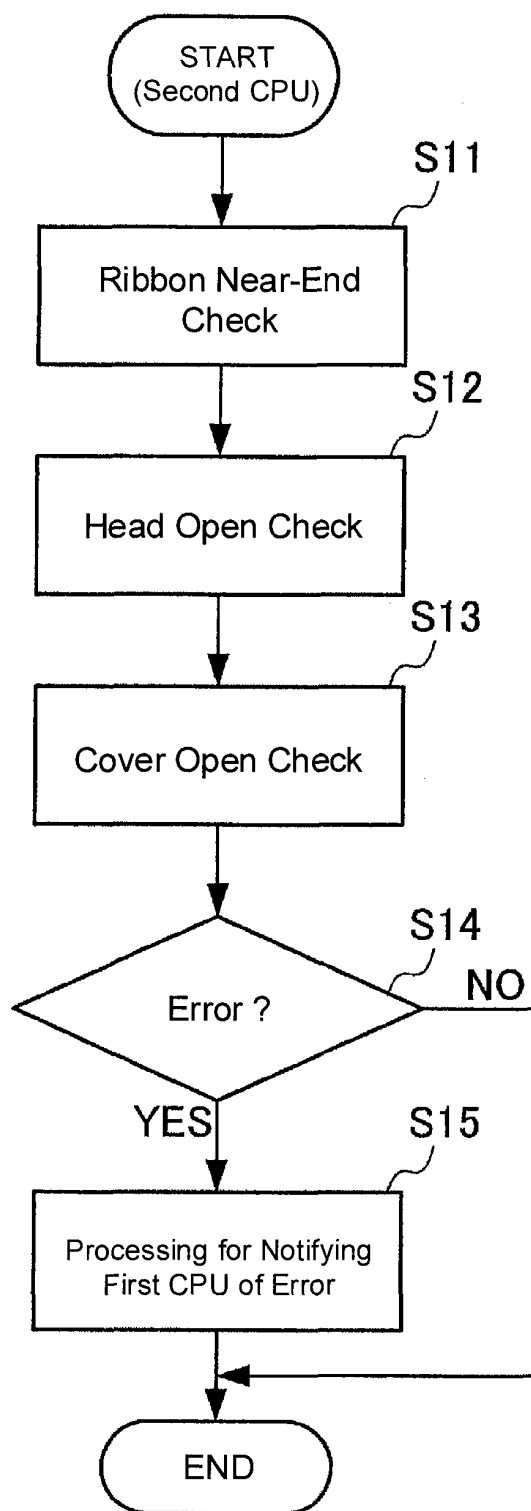 START
(Second CPU)
S11
Ribbon Near-End
Check
S12
Head Open Check
S13
Cover Open Check
S14
Error ?
NO
YES
S15
Processing for Notifying
First CPU of Error
END